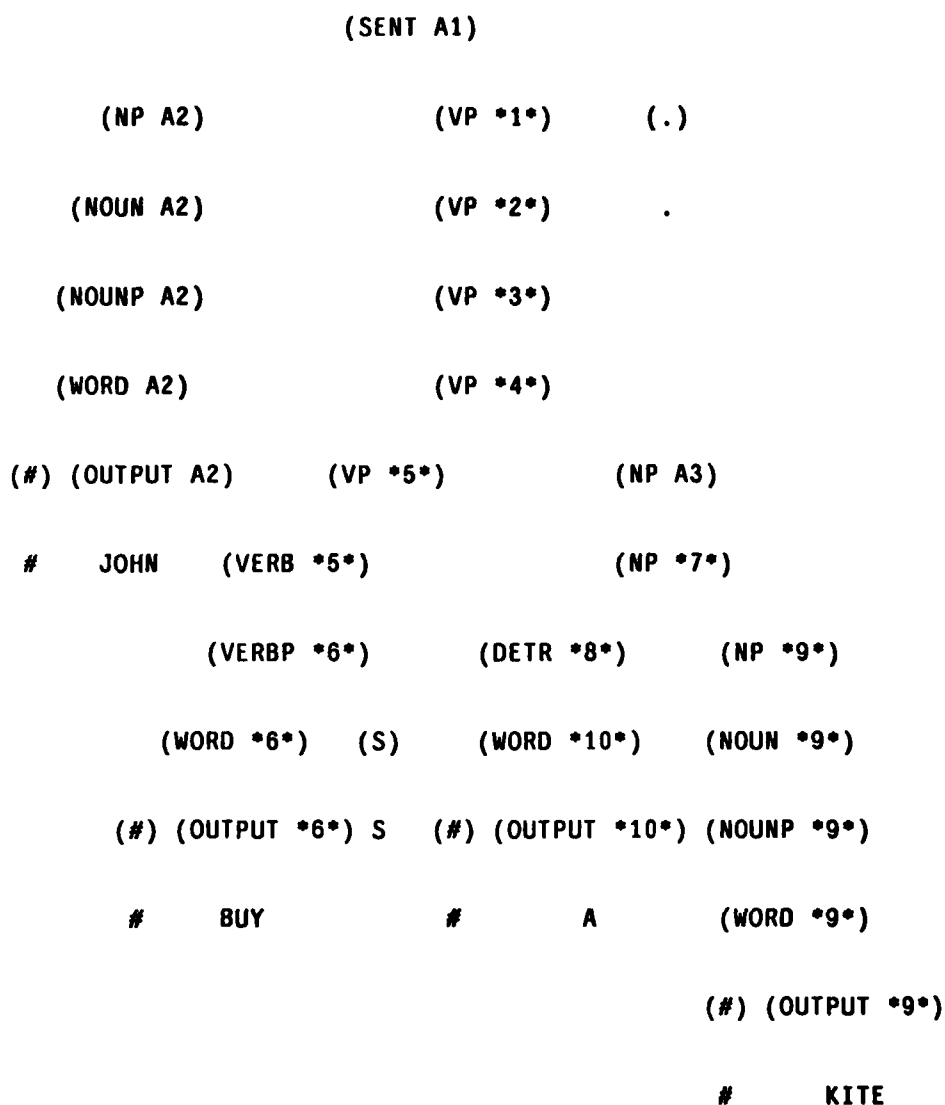 (SENT A1)
(NP A2) (VP *1*) (.)
(NOUN A2) (VP *2*) .
(NOUNP A2) (VP *3*)
(WORD A2) (VP *4*)
(#) (OUTPUT A2) (VP *5*) (NP A3)
# JOHN (VERB *5*) (NP *7*)
(VERBP *6*) (DETR *8*) (NP *9*)
(WORD *6*) (S) (WORD *10*) (NOUN *9*)
(#) (OUTPUT *6*) S (#) (OUTPUT *10*) (NOUNP *9*)
# BUY # A (WORD *9*)
(#) (OUTPUT *9*)
# KITE